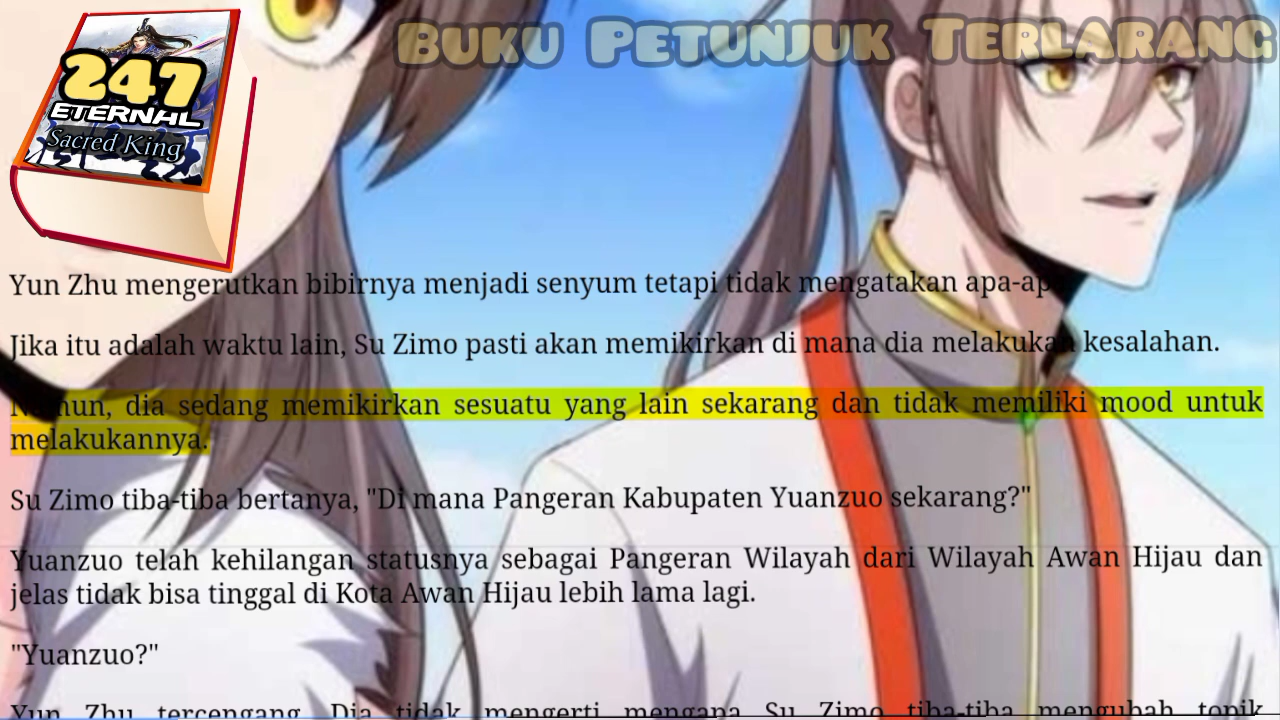 Buku Petunjuk Terlarang
247
ETERNAL
Sacred King
Yun Zhu mengerutkan bibirnya menjadi senyum tetapi tidak mengatakan apa-ap
Jika itu adalah waktu lain, Su Zimo pasti akan memikirkan di mana dia melakukan kesalahan.
Namun, dia sedang memikirkan sesuatu yang lain sekarang dan tidak memiliki mood untuk
melakukannya.
Su Zimo tiba-tiba bertanya, "Di mana Pangeran Kabupaten Yuanzuo sekarang?"
Yuanzuo telah kehilangan statusnya sebagai Pangeran Wilayah dari Wilayah Awan Hijau dan
jelas tidak bisa tinggal di Kota Awan Hijau lebih lama lagi.
"Yuanzuo?"
Yun Zhu tercengang. Dia tidak mengerti mengapa Su Zimo tiba-tiba mengubah topik